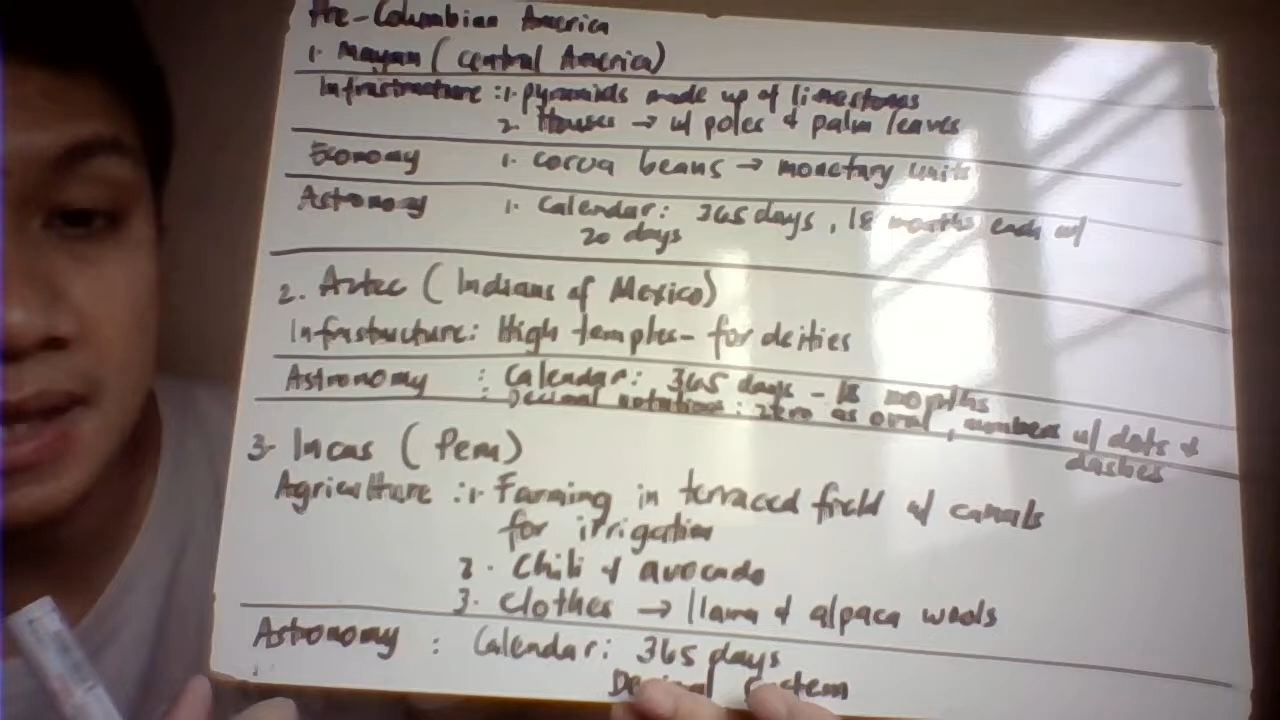 Pre-Columbian America
1. Mayan (Central America)
Infrastructure : 1. pyramids made up of limestones
2. Houses → w/ poles & palm leaves
Economy 1. cocoa beans → monetary units
Astronomy 1. Calendar: 365 days, 18 months each w/
20 days
2. Aztec (Indians of Mexico)
Infrastucture: High temples - for deities
Astronomy : Calendar: 365 days - 18 months
: Decimal notations: zero as oval, numbers w/ dots &
dashes
3. Incas (Peru)
Agriculture : 1. Farming in terraced field w/ canals
for irrigation
2. Chili & avocado
3. Clothes → llama & alpaca wools
Astronomy : Calendar: 365 days
System